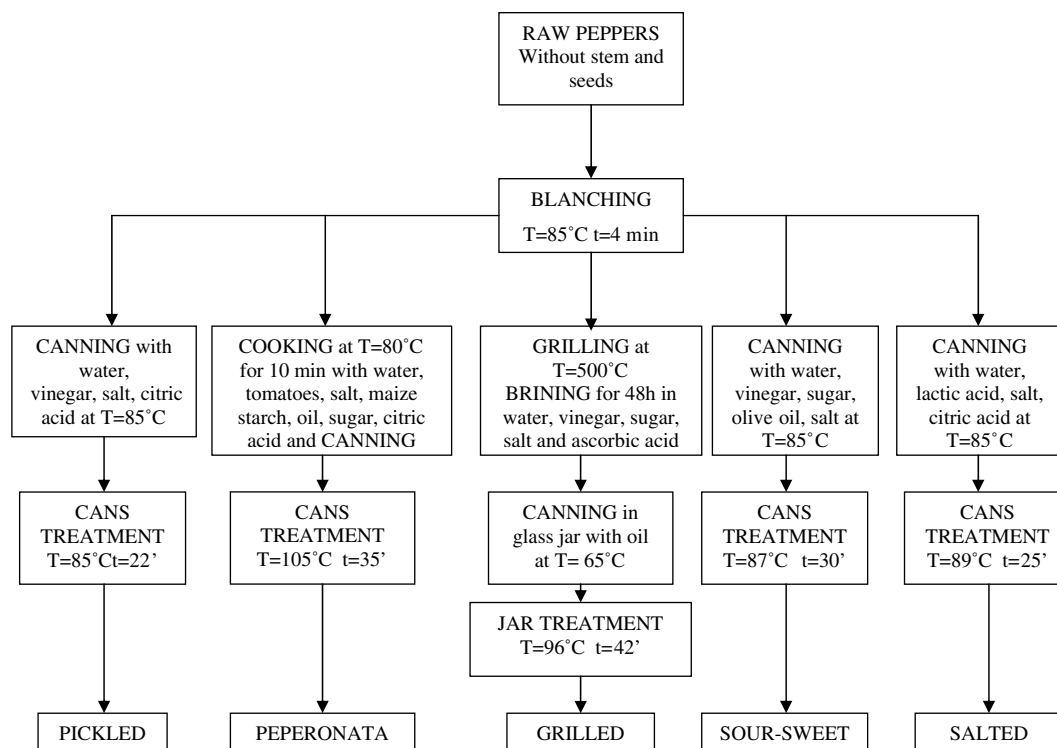 RAW PEPPERS
Without stem and
seeds
BLANCHING
T=85˚C t=4 min
CANNING with
water,
vinegar, salt, citric
acid at T=85˚C
COOKING at T=80˚C
for 10 min with water,
tomatoes, salt, maize
starch, oil, sugar, citric
acid and CANNING
GRILLING at
T=500˚C
BRINING for 48h in
water, vinegar, sugar,
salt and ascorbic acid
CANNING
with water,
vinegar, sugar,
olive oil, salt at
T=85˚C
CANNING
with water,
lactic acid, salt,
citric acid at
T=85˚C
CANS
TREATMENT
T=85˚Ct=22’
CANS
TREATMENT
T=105˚C t=35’
CANNING in
glass jar with oil
at T= 65˚C
CANS
TREATMENT
T=87˚C t=30’
CANS
TREATMENT
T=89˚C t=25’
JAR TREATMENT
T=96˚C t=42’
PICKLED
PEPERONATA
GRILLED
SOUR-SWEET
SALTED